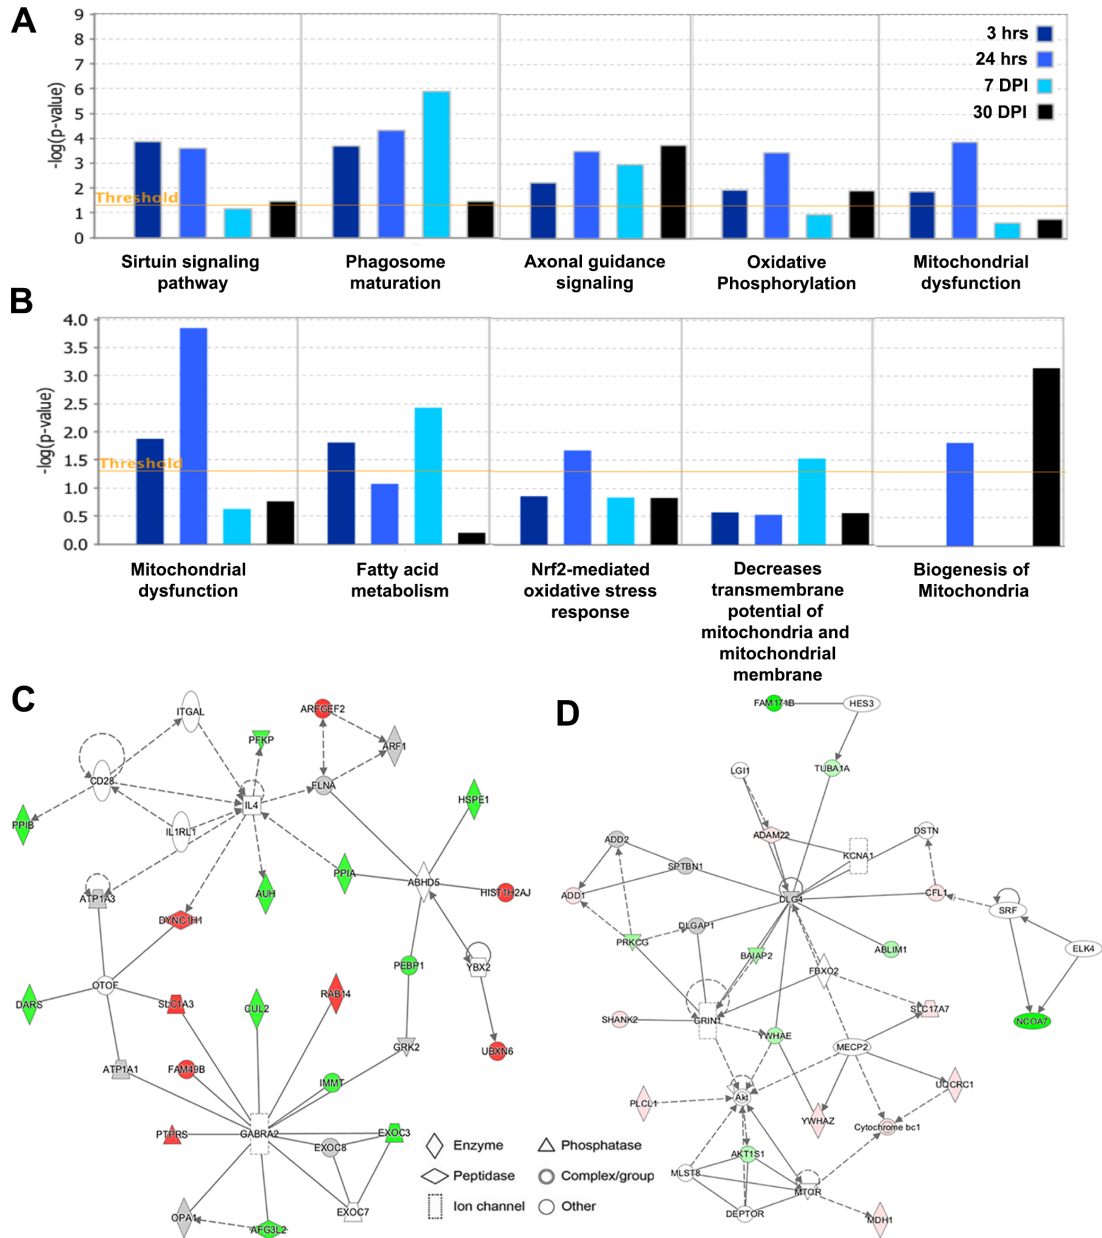 A
9
8
7
6
5
4
3
2
1
0
-log(p-value)
Threshold
3 hrs
24 hrs
7 DPI
30 DPI
Sirtuin signaling
pathway
Phagosome
maturation
Axonal guidance
signaling
Oxidative
Phosphorylation
Mitochondrial
dysfunction
B
4.0
3.5
3.0
2.5
2.0
1.5
1.0
0.5
0.0
-log(p-value)
Threshold
Mitochondrial
dysfunction
Fatty acid
metabolism
Nrf2-mediated
oxidative stress
response
Decreases
transmembrane
potential of
mitochondria and
mitochondrial
membrane
Biogenesis of
Mitochondria
C
ITGAL
ARFGEF2
PFKP
ARF1
CD28
FLNA
IL4
HSPE1
PPIB
IL1RL1
PPIA
ABHD5
AUH
HIST1H2AJ
ATP1A3
DYNC1H1
PEBP1
YBX2
OTOF
DARS
SLC1A3
CUL2
RAB14
GRK2
UBXN6
ATP1A1
FAM49B
IMMT
PTPRS
GABRA2
EXOC8
EXOC3
OPA1
AFG3L2
EXOC7
Enzyme
Phosphatase
Peptidase
Complex/group
Ion channel
Other
D
FAM171B
HES3
LGI1
TUBA1A
ADD2
ADAM22
DSTN
KCNA1
SPTBN1
ADD1
DLG4
CFL1
SRF
DLGAP1
PRKCG
BAIAP2
ABLIM1
ELK4
FBXO2
SHANK2
GRIN1
SLC17A7
NCOA7
YWHAE
MECP2
PLCL1
Akt
UQCRC1
YWHAZ
Cytochrome bc1
AKT1S1
MLST8
MTOR
DEPTOR
MDH1